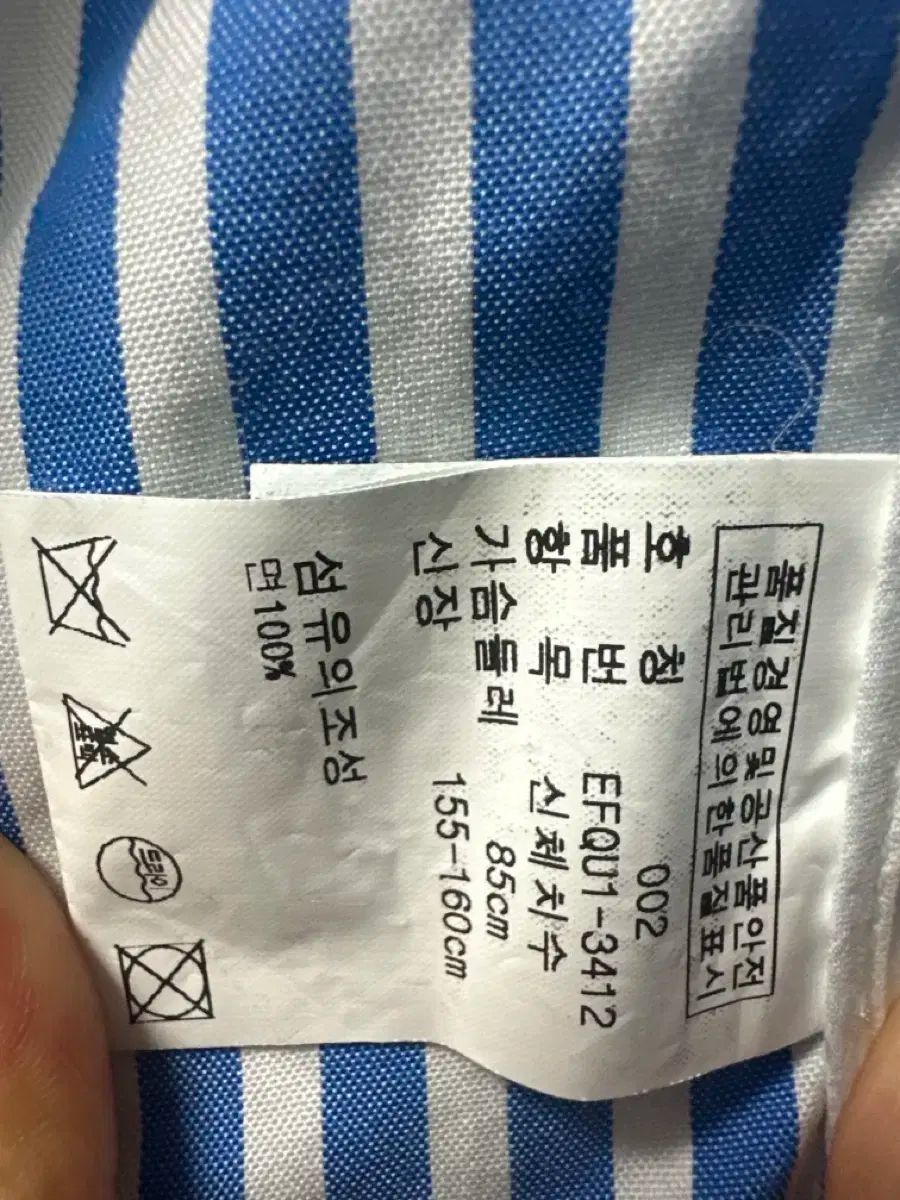 품질경영및공산품안전
관리법에의한품질표시
호 칭 002
품 번 EFQU1-3412
항 목 신체치수
가슴둘레 85cm
신장 155-160cm
섬유의조성
면100%
드라이